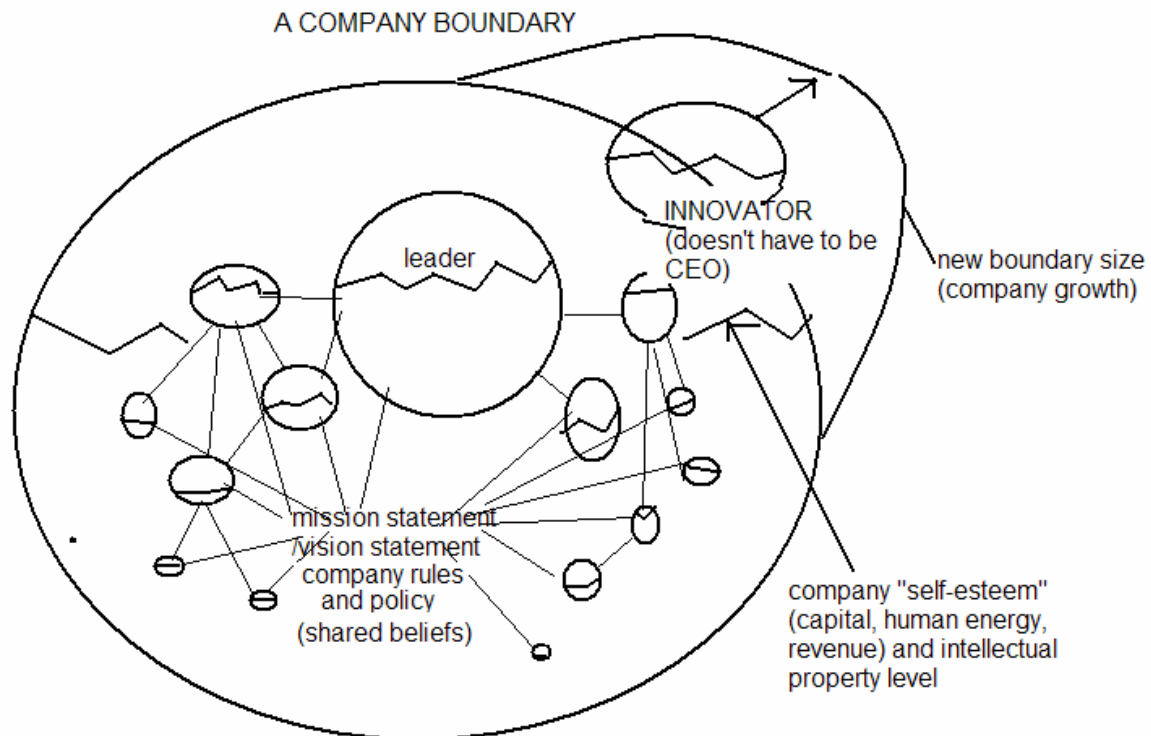 A COMPANY BOUNDARY
INNOVATOR
(doesn't have to be
CEO)
leader
new boundary size
(company growth)
mission statement
/vision statement
company rules
and policy
(shared beliefs)
company "self-esteem"
(capital, human energy,
revenue) and intellectual
property level